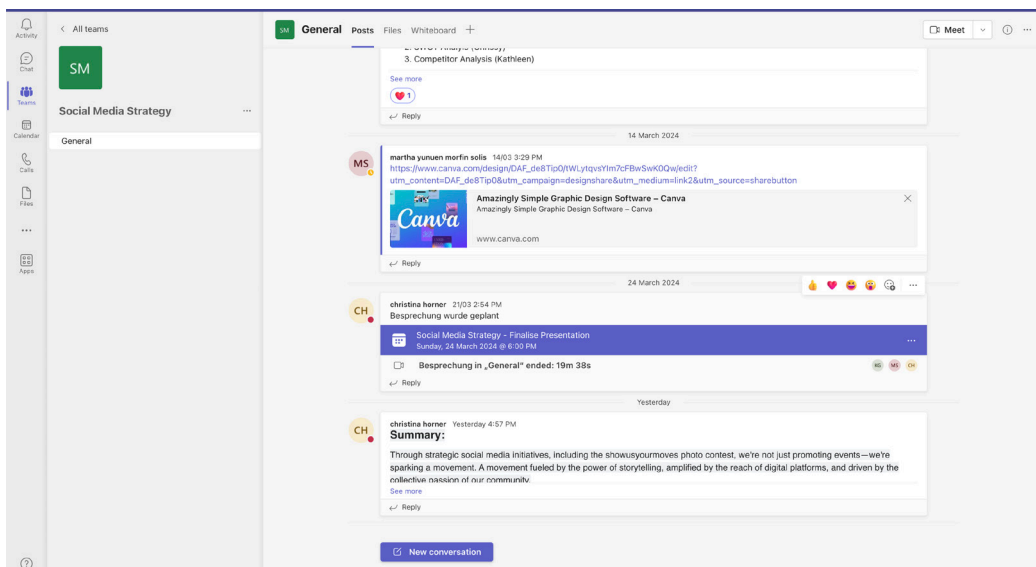 Activity
Chat
Teams
Calendar
Calls
Files
Apps
All teams
SM
Social Media Strategy
General
SM General Posts Files Whiteboard
Meet
2. SWOT Analyis (Chrissy)
3. Competitor Analysis (Kathleen)
See more
1
Reply
14 March 2024
MS
martha yunuen morfin solis 14/03 3:29 PM
https://www.canva.com/design/DAF_de8Tip0/tWLytqvsYIm7cFBwSwK0Qw/edit?
utm_content=DAF_de8Tip0&utm_campaign=designshare&utm_medium=link2&utm_source=sharebutton
Canva
Amazingly Simple Graphic Design Software – Canva
Amazingly Simple Graphic Design Software – Canva
www.canva.com
Reply
24 March 2024
CH
christina horner 21/03 2:54 PM
Besprechung wurde geplant
Social Media Strategy - Finalise Presentation
Sunday, 24 March 2024 @ 6:00 PM
Besprechung in „General“ ended: 19m 38s
KG MS CH
Reply
Yesterday
CH
christina horner Yesterday 4:57 PM
Summary:
Through strategic social media initiatives, including the showusyourmoves photo contest, we're not just promoting events—we're
sparking a movement. A movement fueled by the power of storytelling, amplified by the reach of digital platforms, and driven by the
collective passion of our community.
See more
Reply
New conversation